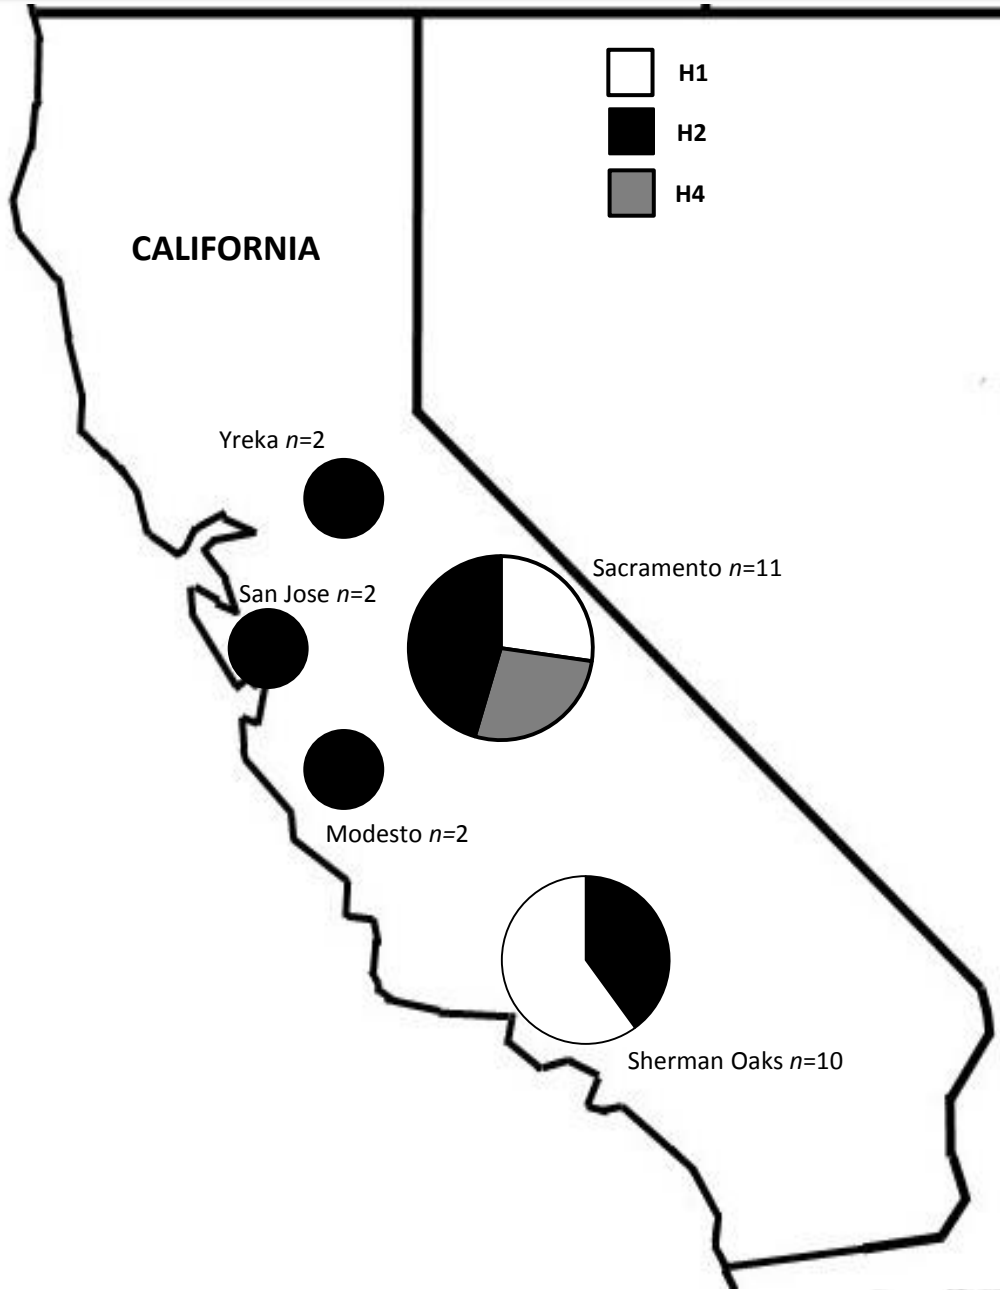 H1
H2
H4
CALIFORNIA
Yreka n=2
Sacramento n=11
San Jose n=2
Modesto n=2
Sherman Oaks n=10